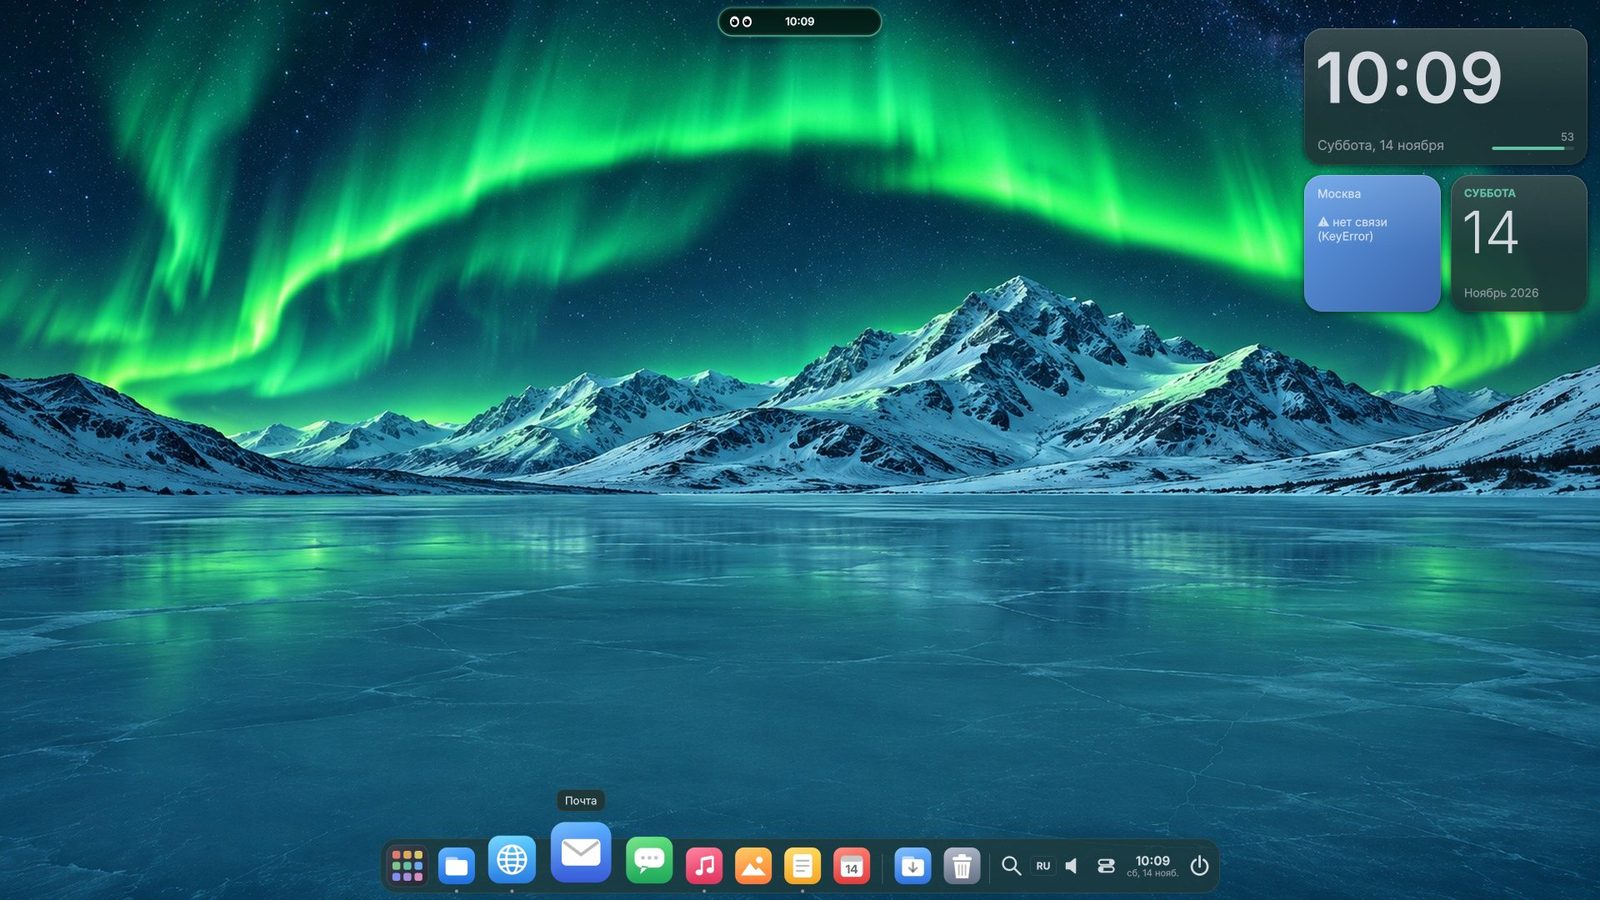 10:09
10:09
53
Суббота, 14 ноября
Москва
⚠ нет связи
(KeyError)
СУББОТА
14
Ноябрь 2026
Почта
14
RU
10:09
сб, 14 нояб.